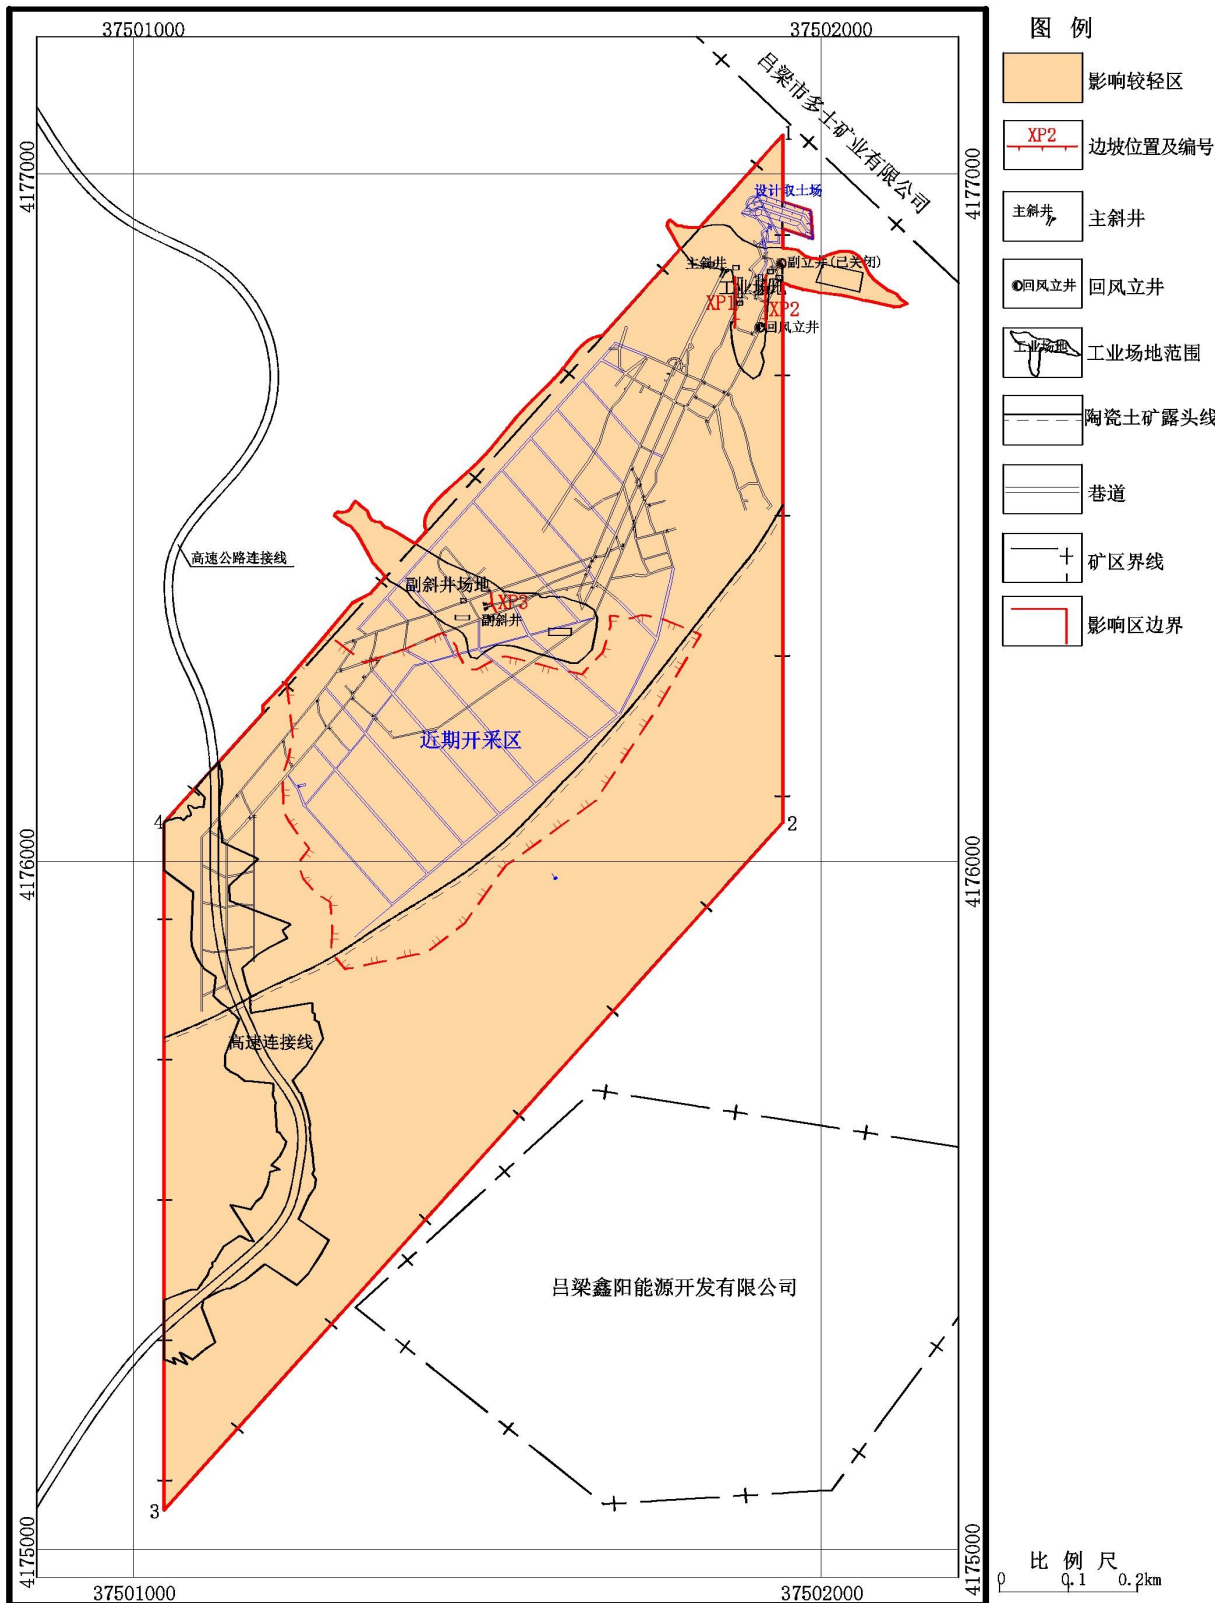 37501000
37502000
图 例
影响较轻区
XP2
边坡位置及编号
主斜井
主斜井
回风立井
回风立井
工业场地
工业场地范围
陶瓷土矿露头线
巷道
矿区界线
影响区边界
吕梁市多土矿业有限公司
1
4177000
4177000
设计取土场
主斜井
副立井(已关闭)
工业场地
XP1
XP2
回风立井
高速公路连接线
副斜井场地
XP3
副斜井
近期开采区
4
2
4176000
4176000
高速连接线
吕梁鑫阳能源开发有限公司
3
4175000
4175000
37501000
37502000
比 例 尺
0
0.1
0.2km